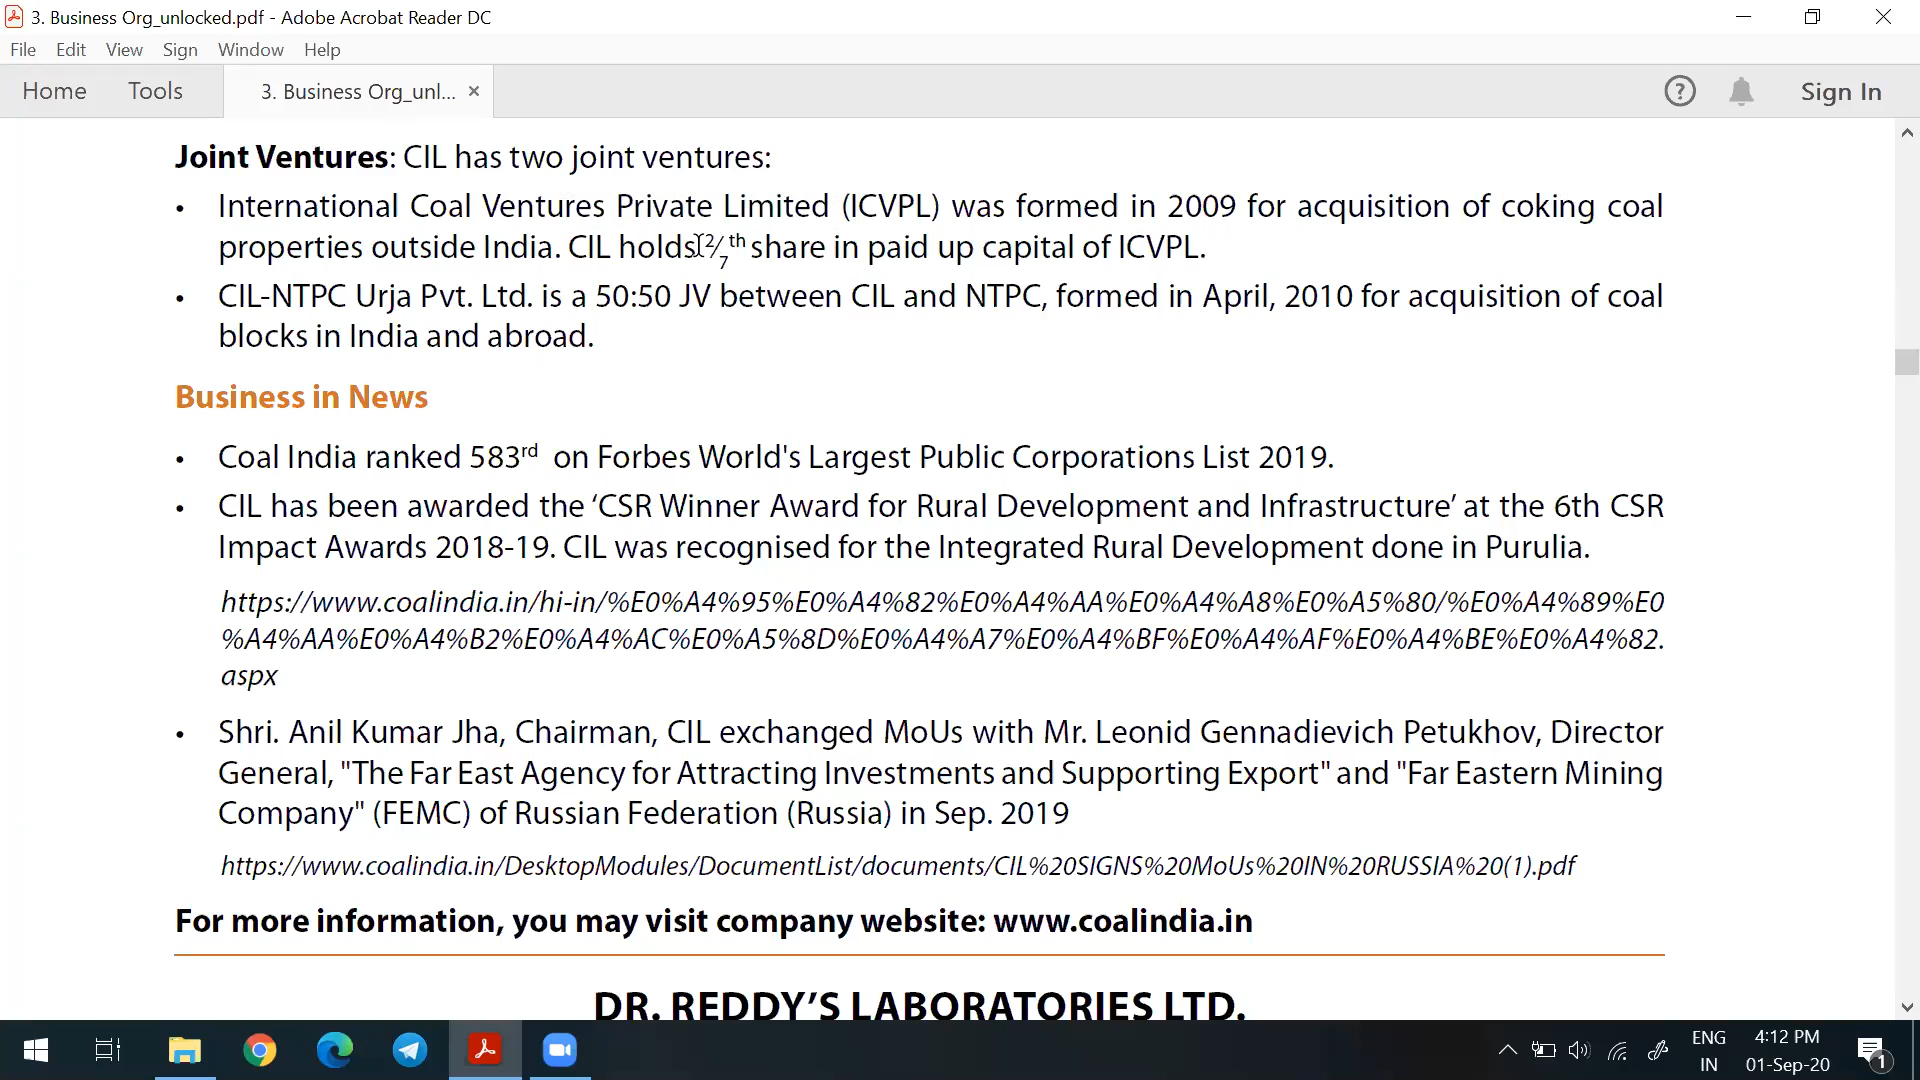 3. Business Org_unlocked.pdf - Adobe Acrobat Reader DC
File Edit View Sign Window Help
Home Tools 3. Business Org_unl... × Sign In
Joint Ventures: CIL has two joint ventures:
• International Coal Ventures Private Limited (ICVPL) was formed in 2009 for acquisition of coking coal
properties outside India. CIL holds 2/7th share in paid up capital of ICVPL.
• CIL-NTPC Urja Pvt. Ltd. is a 50:50 JV between CIL and NTPC, formed in April, 2010 for acquisition of coal
blocks in India and abroad.
Business in News
• Coal India ranked 583rd on Forbes World's Largest Public Corporations List 2019.
• CIL has been awarded the ‘CSR Winner Award for Rural Development and Infrastructure’ at the 6th CSR
Impact Awards 2018-19. CIL was recognised for the Integrated Rural Development done in Purulia.
https://www.coalindia.in/hi-in/%E0%A4%95%E0%A4%82%E0%A4%AA%E0%A4%A8%E0%A5%80/%E0%A4%89%E0
%A4%AA%E0%A4%B2%E0%A4%AC%E0%A5%8D%E0%A4%A7%E0%A4%BF%E0%A4%AF%E0%A4%BE%E0%A4%82.
aspx
• Shri. Anil Kumar Jha, Chairman, CIL exchanged MoUs with Mr. Leonid Gennadievich Petukhov, Director
General, "The Far East Agency for Attracting Investments and Supporting Export" and "Far Eastern Mining
Company" (FEMC) of Russian Federation (Russia) in Sep. 2019
https://www.coalindia.in/DesktopModules/DocumentList/documents/CIL%20SIGNS%20MoUs%20IN%20RUSSIA%20(1).pdf
For more information, you may visit company website: www.coalindia.in
DR. REDDY’S LABORATORIES LTD.
ENG 4:12 PM
IN 01-Sep-20 1